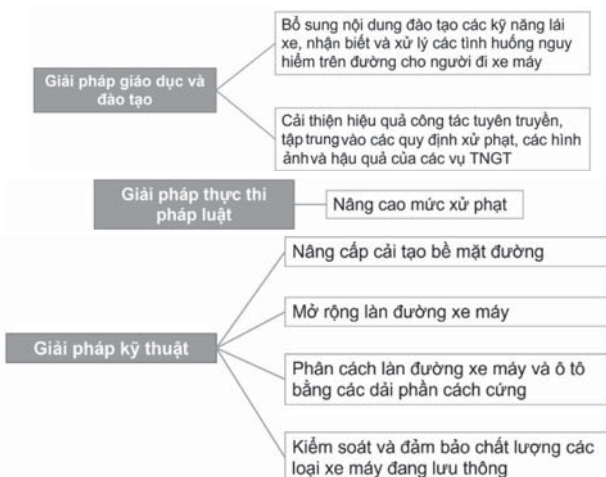 Giải pháp giáo dục và
đào tạo
Bổ sung nội dung đào tạo các kỹ năng lái
xe, nhận biết và xử lý các tình huống nguy
hiểm trên đường cho người đi xe máy
Cải thiện hiệu quả công tác tuyên truyền,
tập trung vào các quy định xử phạt, các hình
ảnh và hậu quả của các vụ TNGT
Giải pháp thực thi
pháp luật
Nâng cao mức xử phạt
Giải pháp kỹ thuật
Nâng cấp cải tạo bề mặt đường
Mở rộng làn đường xe máy
Phân cách làn đường xe máy và ô tô
bằng các dải phần cách cứng
Kiểm soát và đảm bảo chất lượng các
loại xe máy đang lưu thông